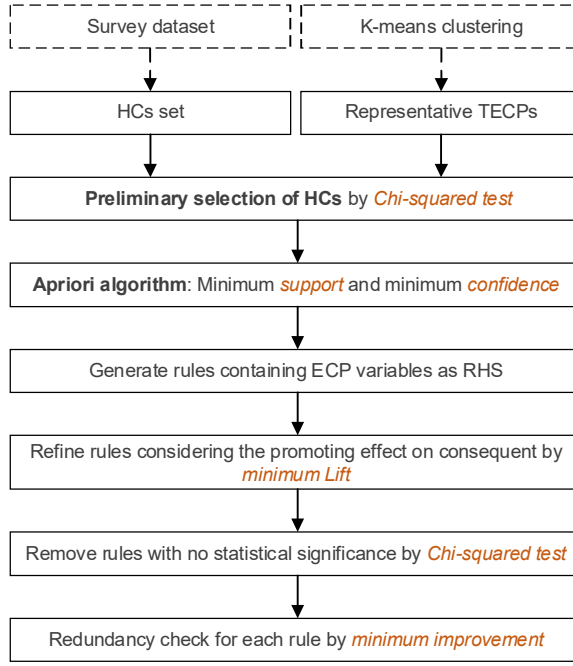 Survey dataset
K-means clustering
HCs set
Representative TECPs
Preliminary selection of HCs by Chi-squared test
Apriori algorithm: Minimum support and minimum confidence
Generate rules containing ECP variables as RHS
Refine rules considering the promoting effect on consequent by
minimum Lift
Remove rules with no statistical significance by Chi-squared test
Redundancy check for each rule by minimum improvement